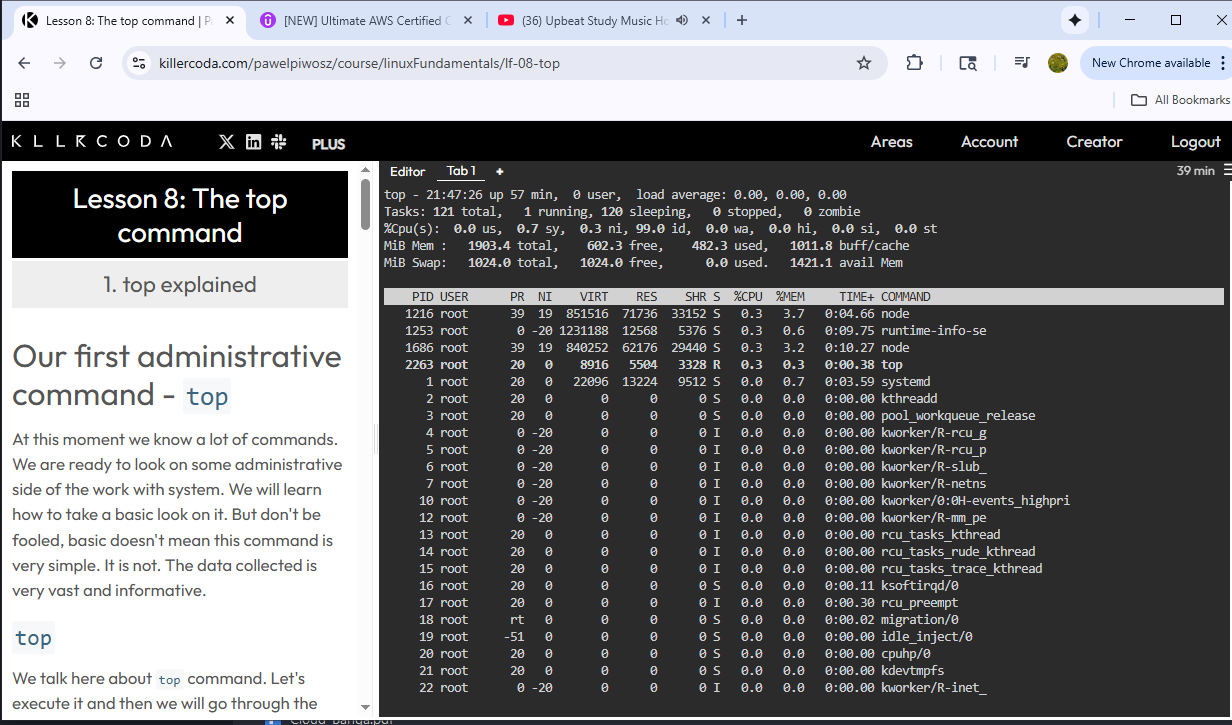 Lesson 8: The top command | Pa
[NEW] Ultimate AWS Certified C
(36) Upbeat Study Music Ho
killercoda.com/pawelpiwosz/course/linuxFundamentals/lf-08-top
New Chrome available
All Bookmarks
KLLRCODA
PLUS
Areas
Account
Creator
Logout
Lesson 8: The top
command
1. top explained
Our first administrative
command - top
At this moment we know a lot of commands.
We are ready to look on some administrative
side of the work with system. We will learn
how to take a basic look on it. But don't be
fooled, basic doesn't mean this command is
very simple. It is not. The data collected is
very vast and informative.
top
We talk here about top command. Let's
execute it and then we will go through the
Editor Tab 1 +
39 min
top - 21:47:26 up 57 min,  0 user,  load average: 0.00, 0.00, 0.00
Tasks: 121 total,   1 running, 120 sleeping,   0 stopped,   0 zombie
%Cpu(s):  0.0 us,  0.7 sy,  0.3 ni, 99.0 id,  0.0 wa,  0.0 hi,  0.0 si,  0.0 st
MiB Mem :   1903.4 total,    602.3 free,    482.3 used,   1011.8 buff/cache
MiB Swap:   1024.0 total,   1024.0 free,      0.0 used.   1421.1 avail Mem
PID USER      PR  NI    VIRT    RES    SHR S  %CPU  %MEM     TIME+ COMMAND
1216 root      39  19  851516  71736  33152 S   0.3   3.7   0:04.66 node
1253 root       0 -20 1231188  12568   5376 S   0.3   0.6   0:09.75 runtime-info-se
1686 root      39  19  840252  62176  29440 S   0.3   3.2   0:10.27 node
2263 root      20   0    8916   5504   3328 R   0.3   0.3   0:00.38 top
1 root      20   0   22096  13224   9512 S   0.0   0.7   0:03.59 systemd
2 root      20   0       0      0      0 S   0.0   0.0   0:00.00 kthreadd
3 root      20   0       0      0      0 S   0.0   0.0   0:00.00 pool_workqueue_release
4 root       0 -20       0      0      0 I   0.0   0.0   0:00.00 kworker/R-rcu_g
5 root       0 -20       0      0      0 I   0.0   0.0   0:00.00 kworker/R-rcu_p
6 root       0 -20       0      0      0 I   0.0   0.0   0:00.00 kworker/R-slub_
7 root       0 -20       0      0      0 I   0.0   0.0   0:00.00 kworker/R-netns
10 root       0 -20       0      0      0 I   0.0   0.0   0:00.00 kworker/0:0H-events_highpri
12 root       0 -20       0      0      0 I   0.0   0.0   0:00.00 kworker/R-mm_pe
13 root      20   0       0      0      0 I   0.0   0.0   0:00.00 rcu_tasks_kthread
14 root      20   0       0      0      0 I   0.0   0.0   0:00.00 rcu_tasks_rude_kthread
15 root      20   0       0      0      0 I   0.0   0.0   0:00.00 rcu_tasks_trace_kthread
16 root      20   0       0      0      0 S   0.0   0.0   0:00.11 ksoftirqd/0
17 root      20   0       0      0      0 I   0.0   0.0   0:00.30 rcu_preempt
18 root      rt   0       0      0      0 S   0.0   0.0   0:00.02 migration/0
19 root     -51   0       0      0      0 S   0.0   0.0   0:00.00 idle_inject/0
20 root      20   0       0      0      0 S   0.0   0.0   0:00.00 cpuhp/0
21 root      20   0       0      0      0 S   0.0   0.0   0:00.00 kdevtmpfs
22 root       0 -20       0      0      0 I   0.0   0.0   0:00.00 kworker/R-inet_